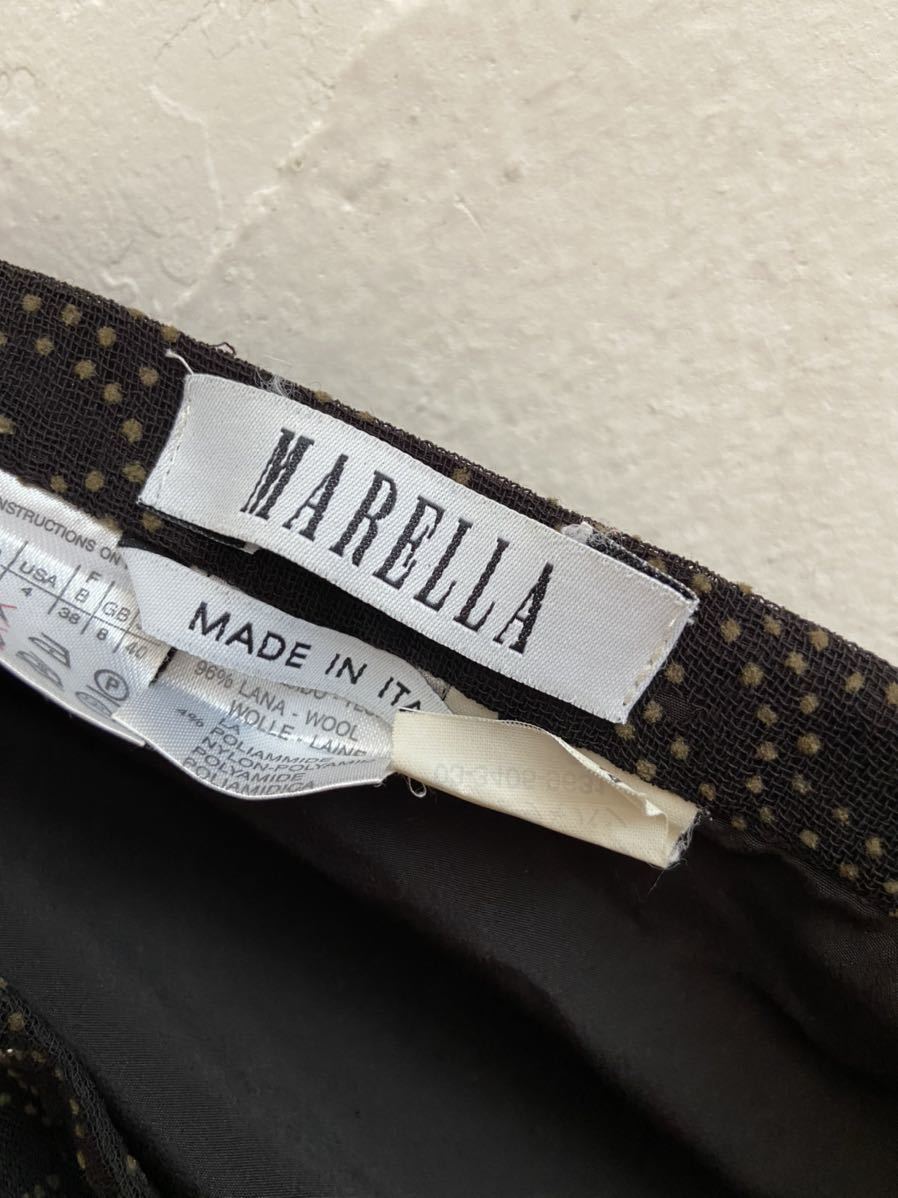 MARELLA
MADE IN ITA
INSTRUCTIONS ON
USA F B GB
4 38 8 40
P
96% LANA - WOOL
WOLLE - LAINE
4% POLIAMMIDE
NYLON-POLYAMI
POLYAMIDE
POLIAMIDICA